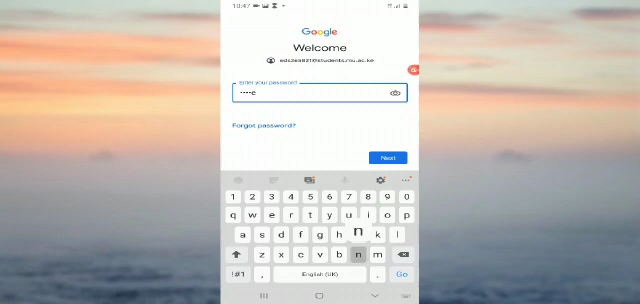 10:47
Google
Welcome
Enter your password
••••c
Forgot password?
Next
1 2 3 4 5 6 7 8 9 0
q w e r t y u i o p
a s d f g h n k l
z x c v b n m
!#1 , English (UK) . Go